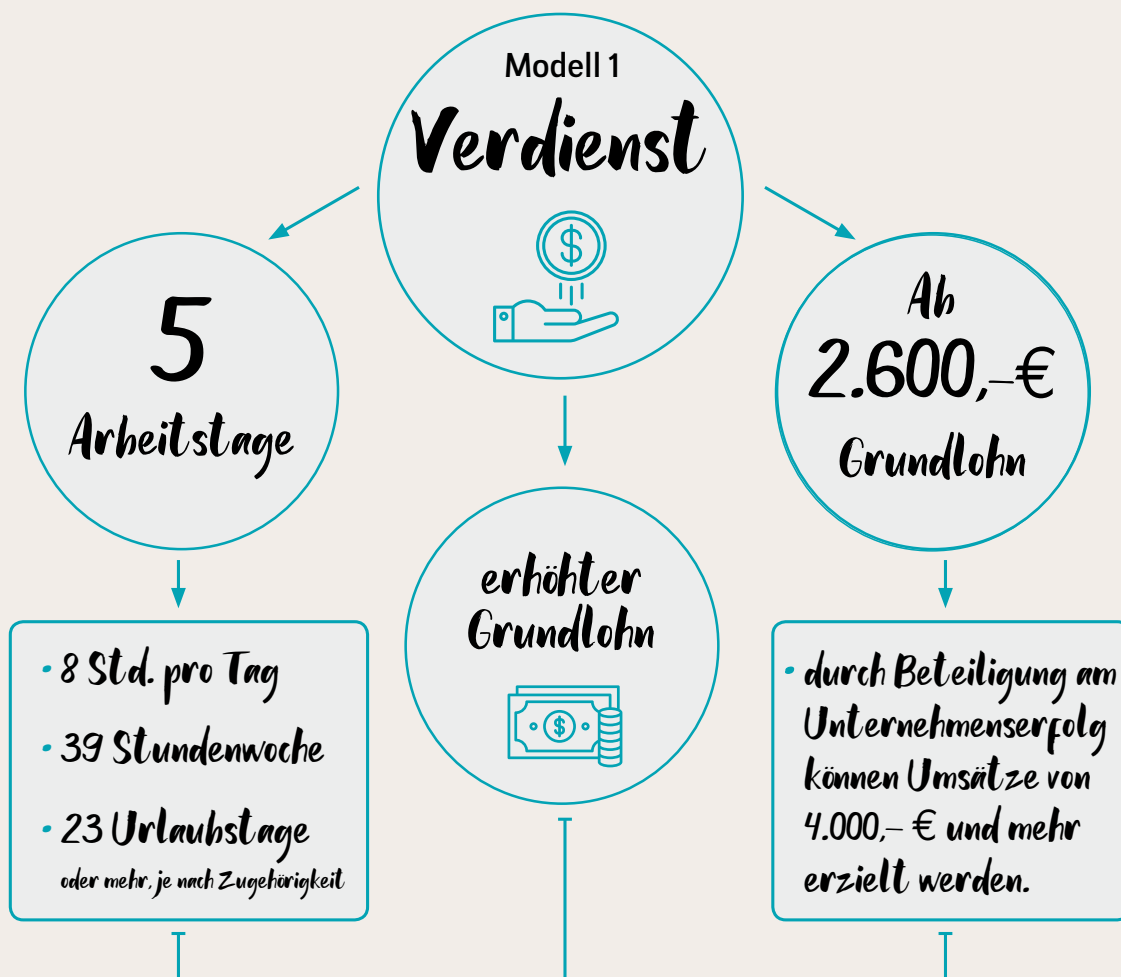 Modell 1
Verdienst
5
Arbeitstage
Ab
2.600,–€
Grundlohn
erhöhter
Grundlohn
• 8 Std. pro Tag
• 39 Stundenwoche
• 23 Urlaubstage
oder mehr, je nach Zugehörigkeit
• durch Beteiligung am
Unternehmenserfolg
können Umsätze von
4.000,– € und mehr
erzielt werden.